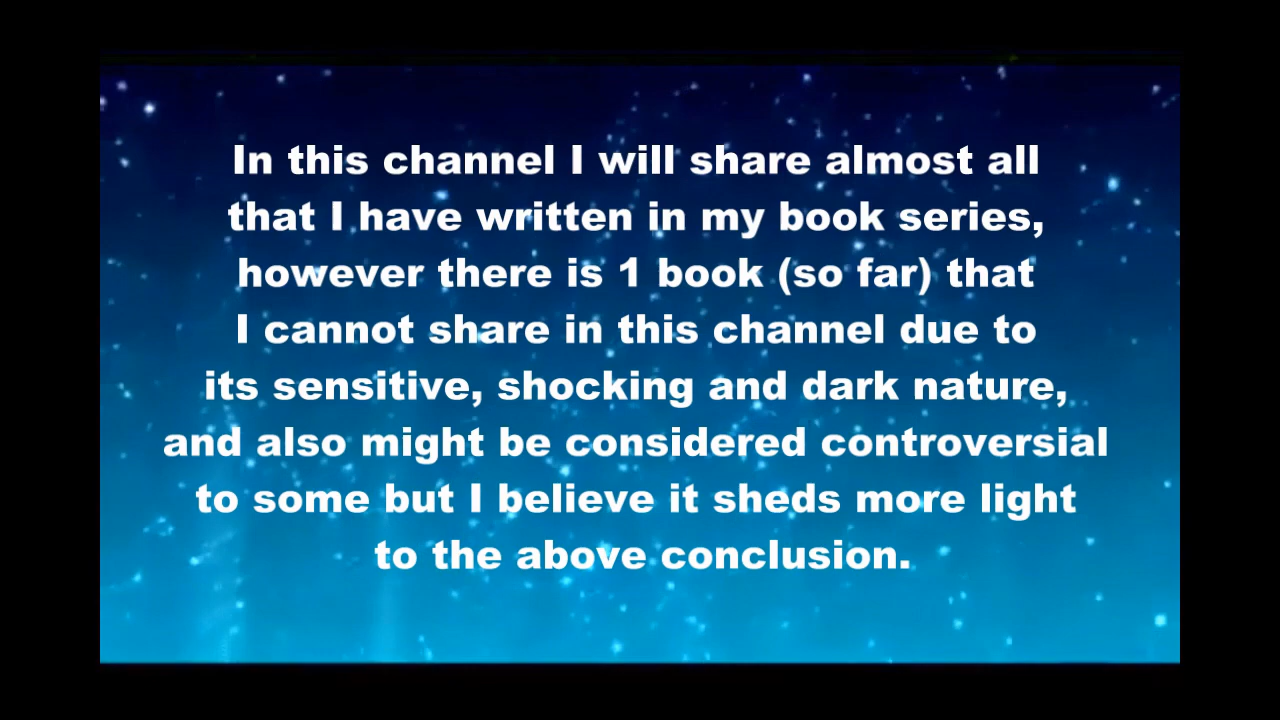 In this channel I will share almost all
that I have written in my book series,
however there is 1 book (so far) that
I cannot share in this channel due to
its sensitive, shocking and dark nature,
and also might be considered controversial
to some but I believe it sheds more light
to the above conclusion.